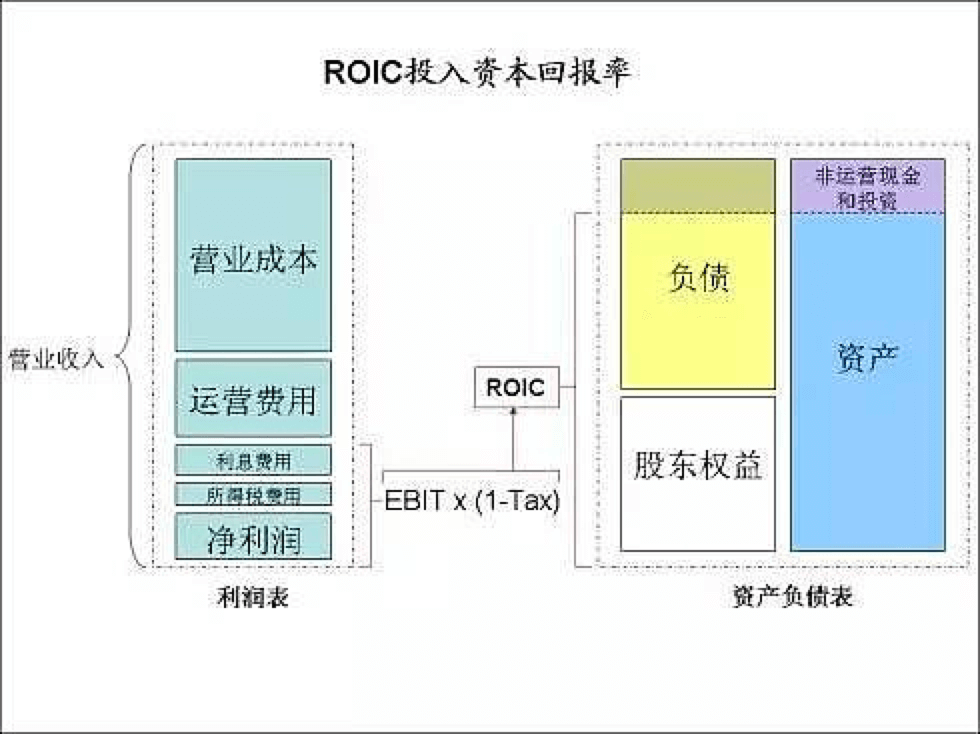 ROIC投入资本回报率
营业收入
营业成本
运营费用
利息费用
所得税费用
净利润
利润表
EBIT x (1-Tax)
ROIC
负债
股东权益
非运营现金
和投资
资产
资产负债表